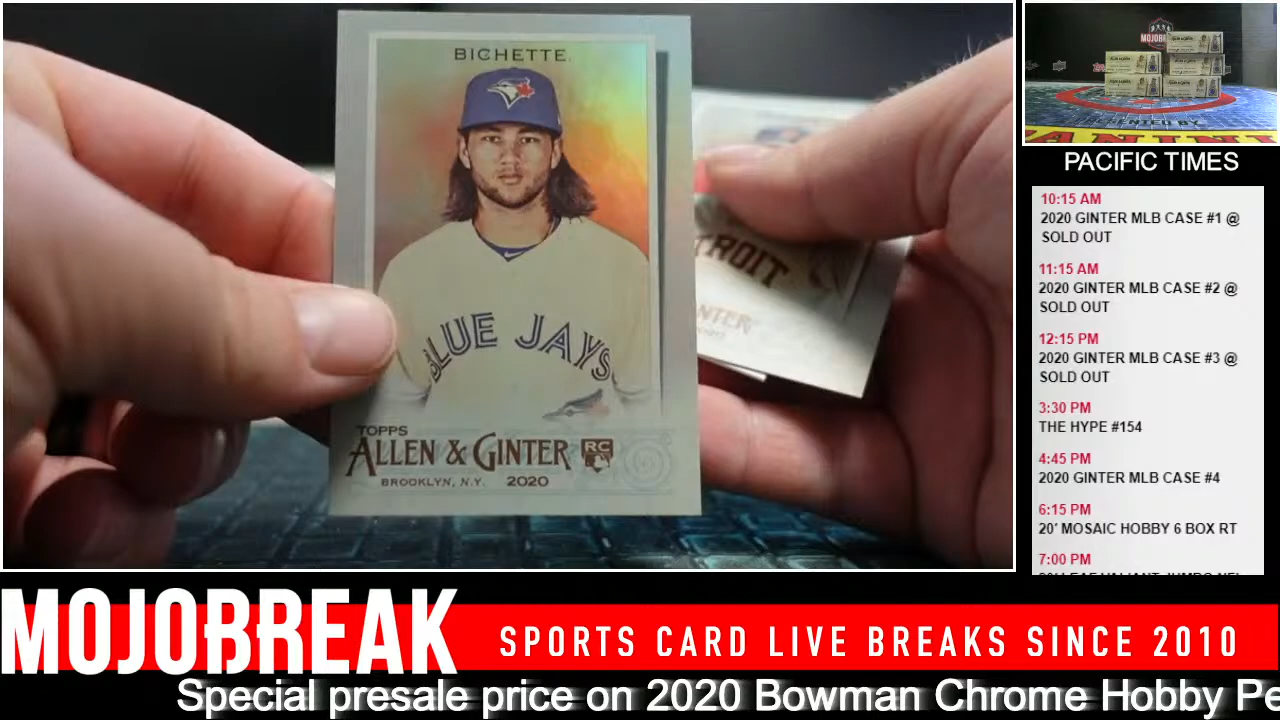 BICHETTE
BLUE JAYS
TOPPS
ALLEN & GINTER RC
BROOKLYN, N.Y. 2020
TROIT
PACIFIC TIMES
10:15 AM
2020 GINTER MLB CASE #1 @
SOLD OUT
11:15 AM
2020 GINTER MLB CASE #2 @
SOLD OUT
12:15 PM
2020 GINTER MLB CASE #3 @
SOLD OUT
3:30 PM
THE HYPE #154
4:45 PM
2020 GINTER MLB CASE #4
6:15 PM
20' MOSAIC HOBBY 6 BOX RT
7:00 PM
MOJOBREAK
SPORTS CARD LIVE BREAKS SINCE 2010
Special presale price on 2020 Bowman Chrome Hobby Pe